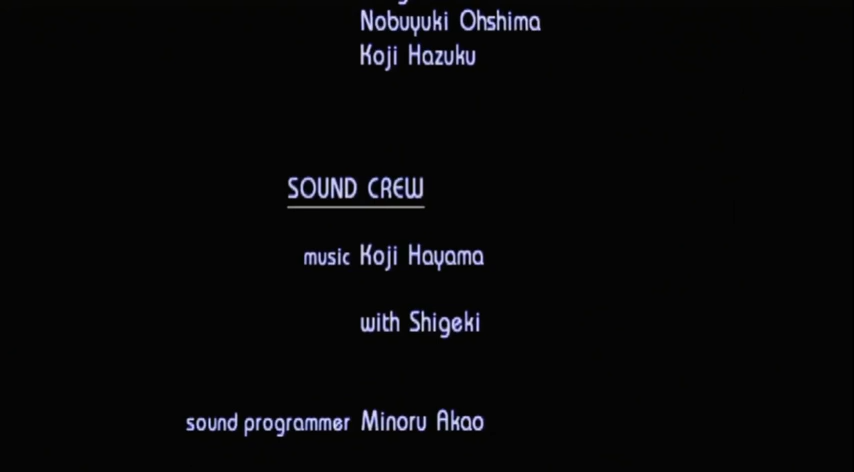 Nobuyuki Ohshima
Koji Hazuku
SOUND CREW
music Koji Hayama
with Shigeki
sound programmer Minoru Akao